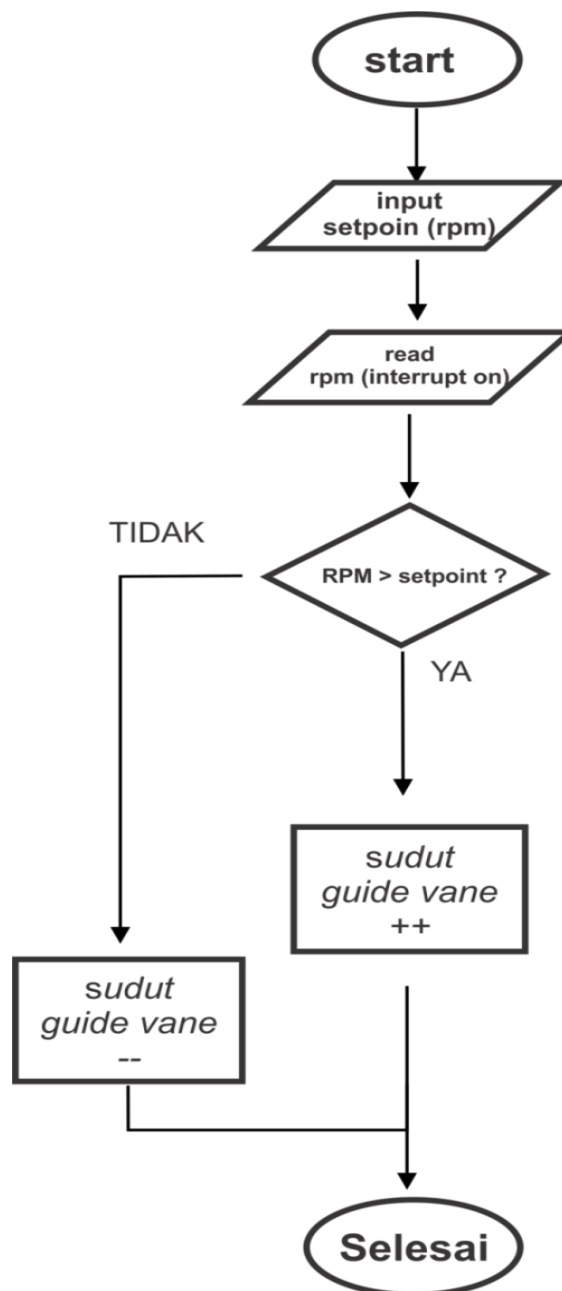 start
input
setpoin (rpm)
read
rpm (interrupt on)
RPM > setpoint ?
TIDAK
YA
sudut
guide vane
++
sudut
guide vane
--
Selesai